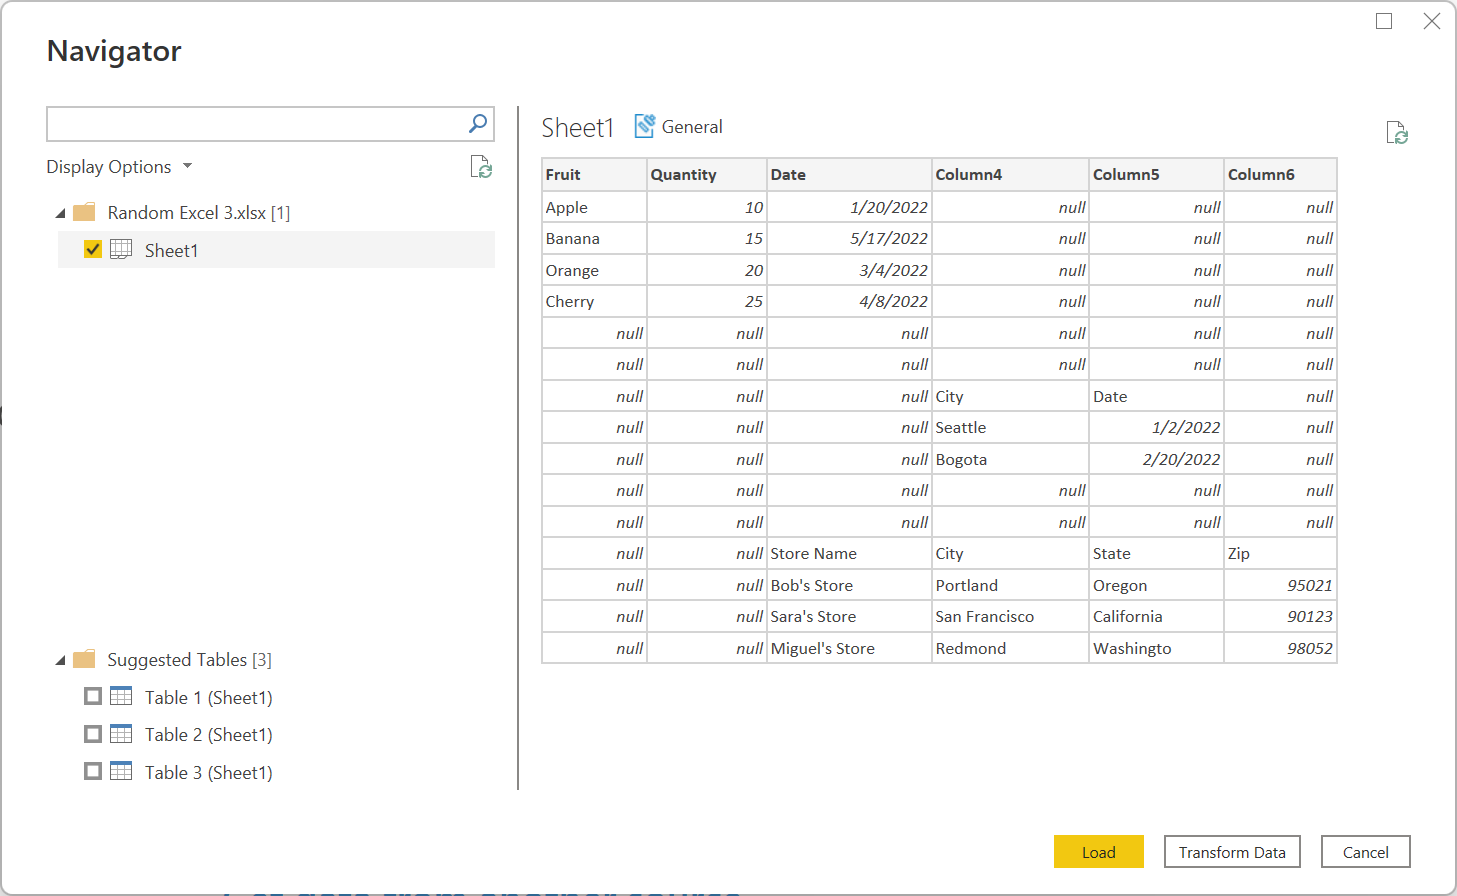 Navigator
Display Options
Random Excel 3.xlsx [1]
Sheet1
Suggested Tables [3]
Table 1 (Sheet1)
Table 2 (Sheet1)
Table 3 (Sheet1)
Sheet1 General
Fruit Quantity Date Column4 Column5 Column6
Apple 10 1/20/2022 null null null
Banana 15 5/17/2022 null null null
Orange 20 3/4/2022 null null null
Cherry 25 4/8/2022 null null null
null null null null null null
null null null null null null
null null null City Date null
null null null Seattle 1/2/2022 null
null null null Bogota 2/20/2022 null
null null null null null null
null null null null null null
null null Store Name City State Zip
null null Bob's Store Portland Oregon 95021
null null Sara's Store San Francisco California 90123
null null Miguel's Store Redmond Washingto 98052
Load Transform Data Cancel